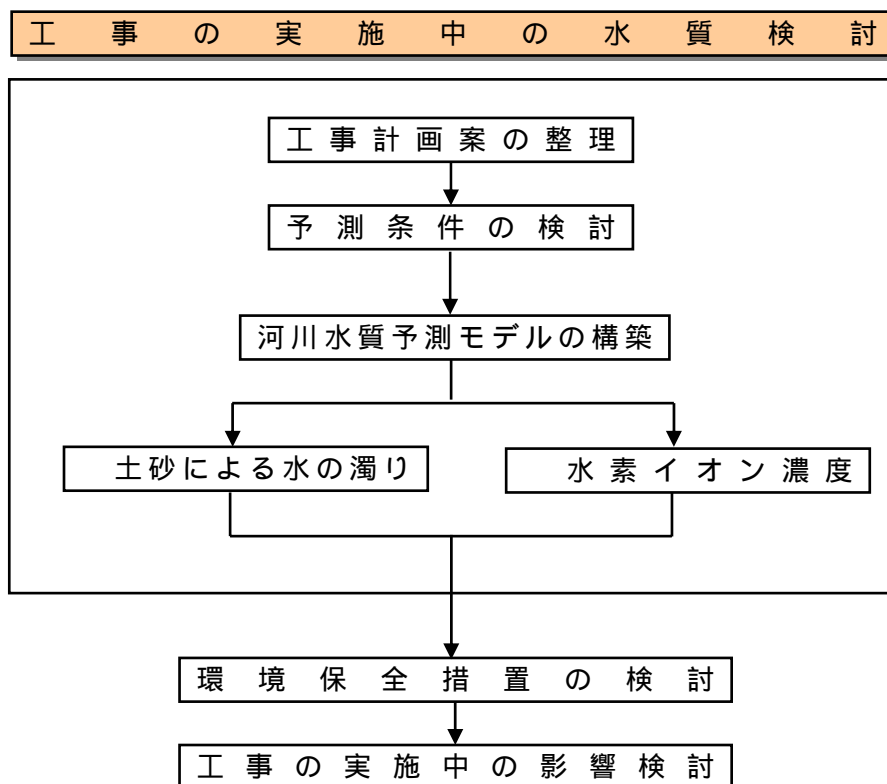 工事の実施中の水質検討
工事計画案の整理
予測条件の検討
河川水質予測モデルの構築
土砂による水の濁り
水素イオン濃度
環境保全措置の検討
工事の実施中の影響検討